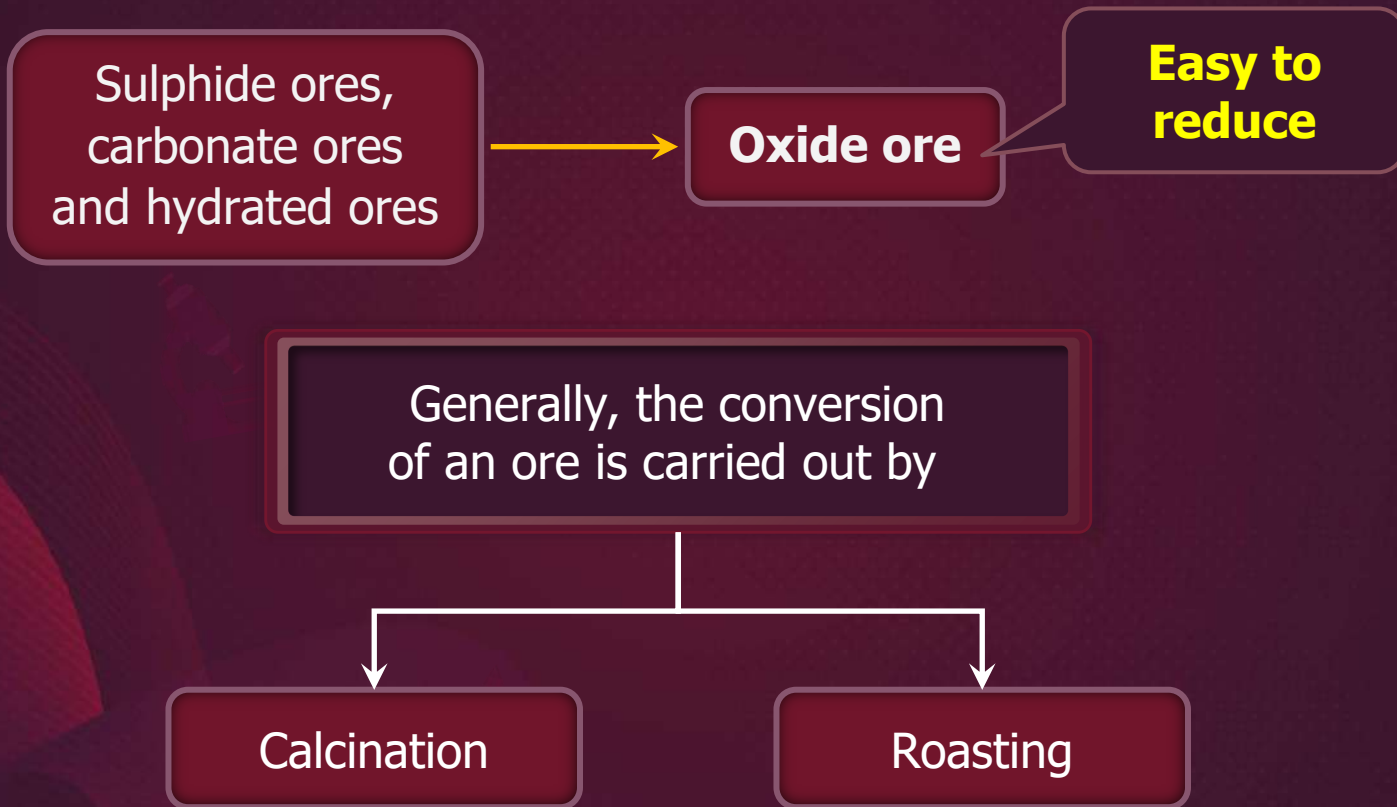 Sulphide ores,
carbonate ores
and hydrated ores
Oxide ore
Easy to
reduce
Generally, the conversion
of an ore is carried out by
Calcination
Roasting